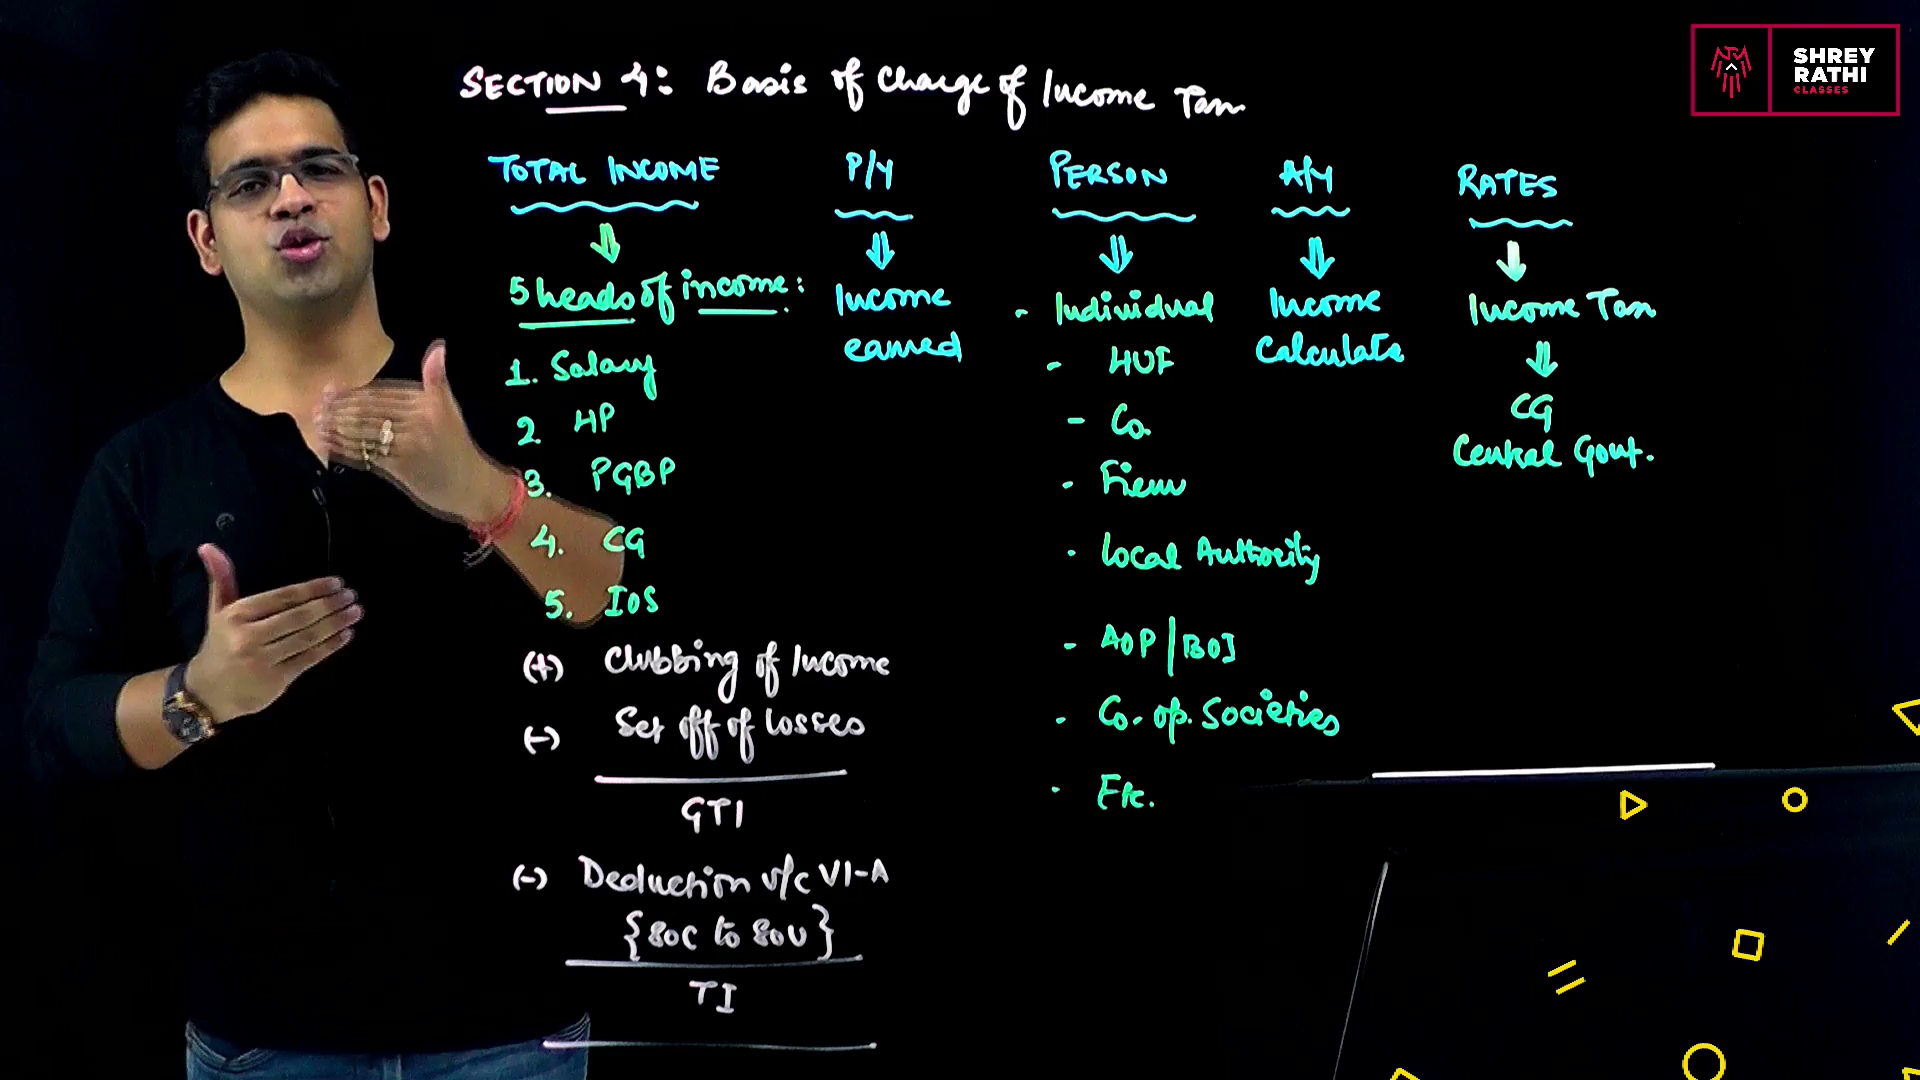 SECTION 4: Basis of Charge of Income Tax
SHREY
RATHI
CLASSES
TOTAL INCOME
5 heads of income:
1. Salary
2. HP
3. PGBP
4. CG
5. IOS
(+) Clubbing of Income
(-) Set off of losses
GTI
(-) Deduction u/c VI-A
{80C to 80U}
TI
P/Y
Income
earned
PERSON
- Individual
- HUF
- Co.
- Firm
- Local Authority
- AOP/BOI
- Co-op. Societies
- Etc.
A/Y
Income
Calculate
RATES
Income Tax
CG
Central Govt.